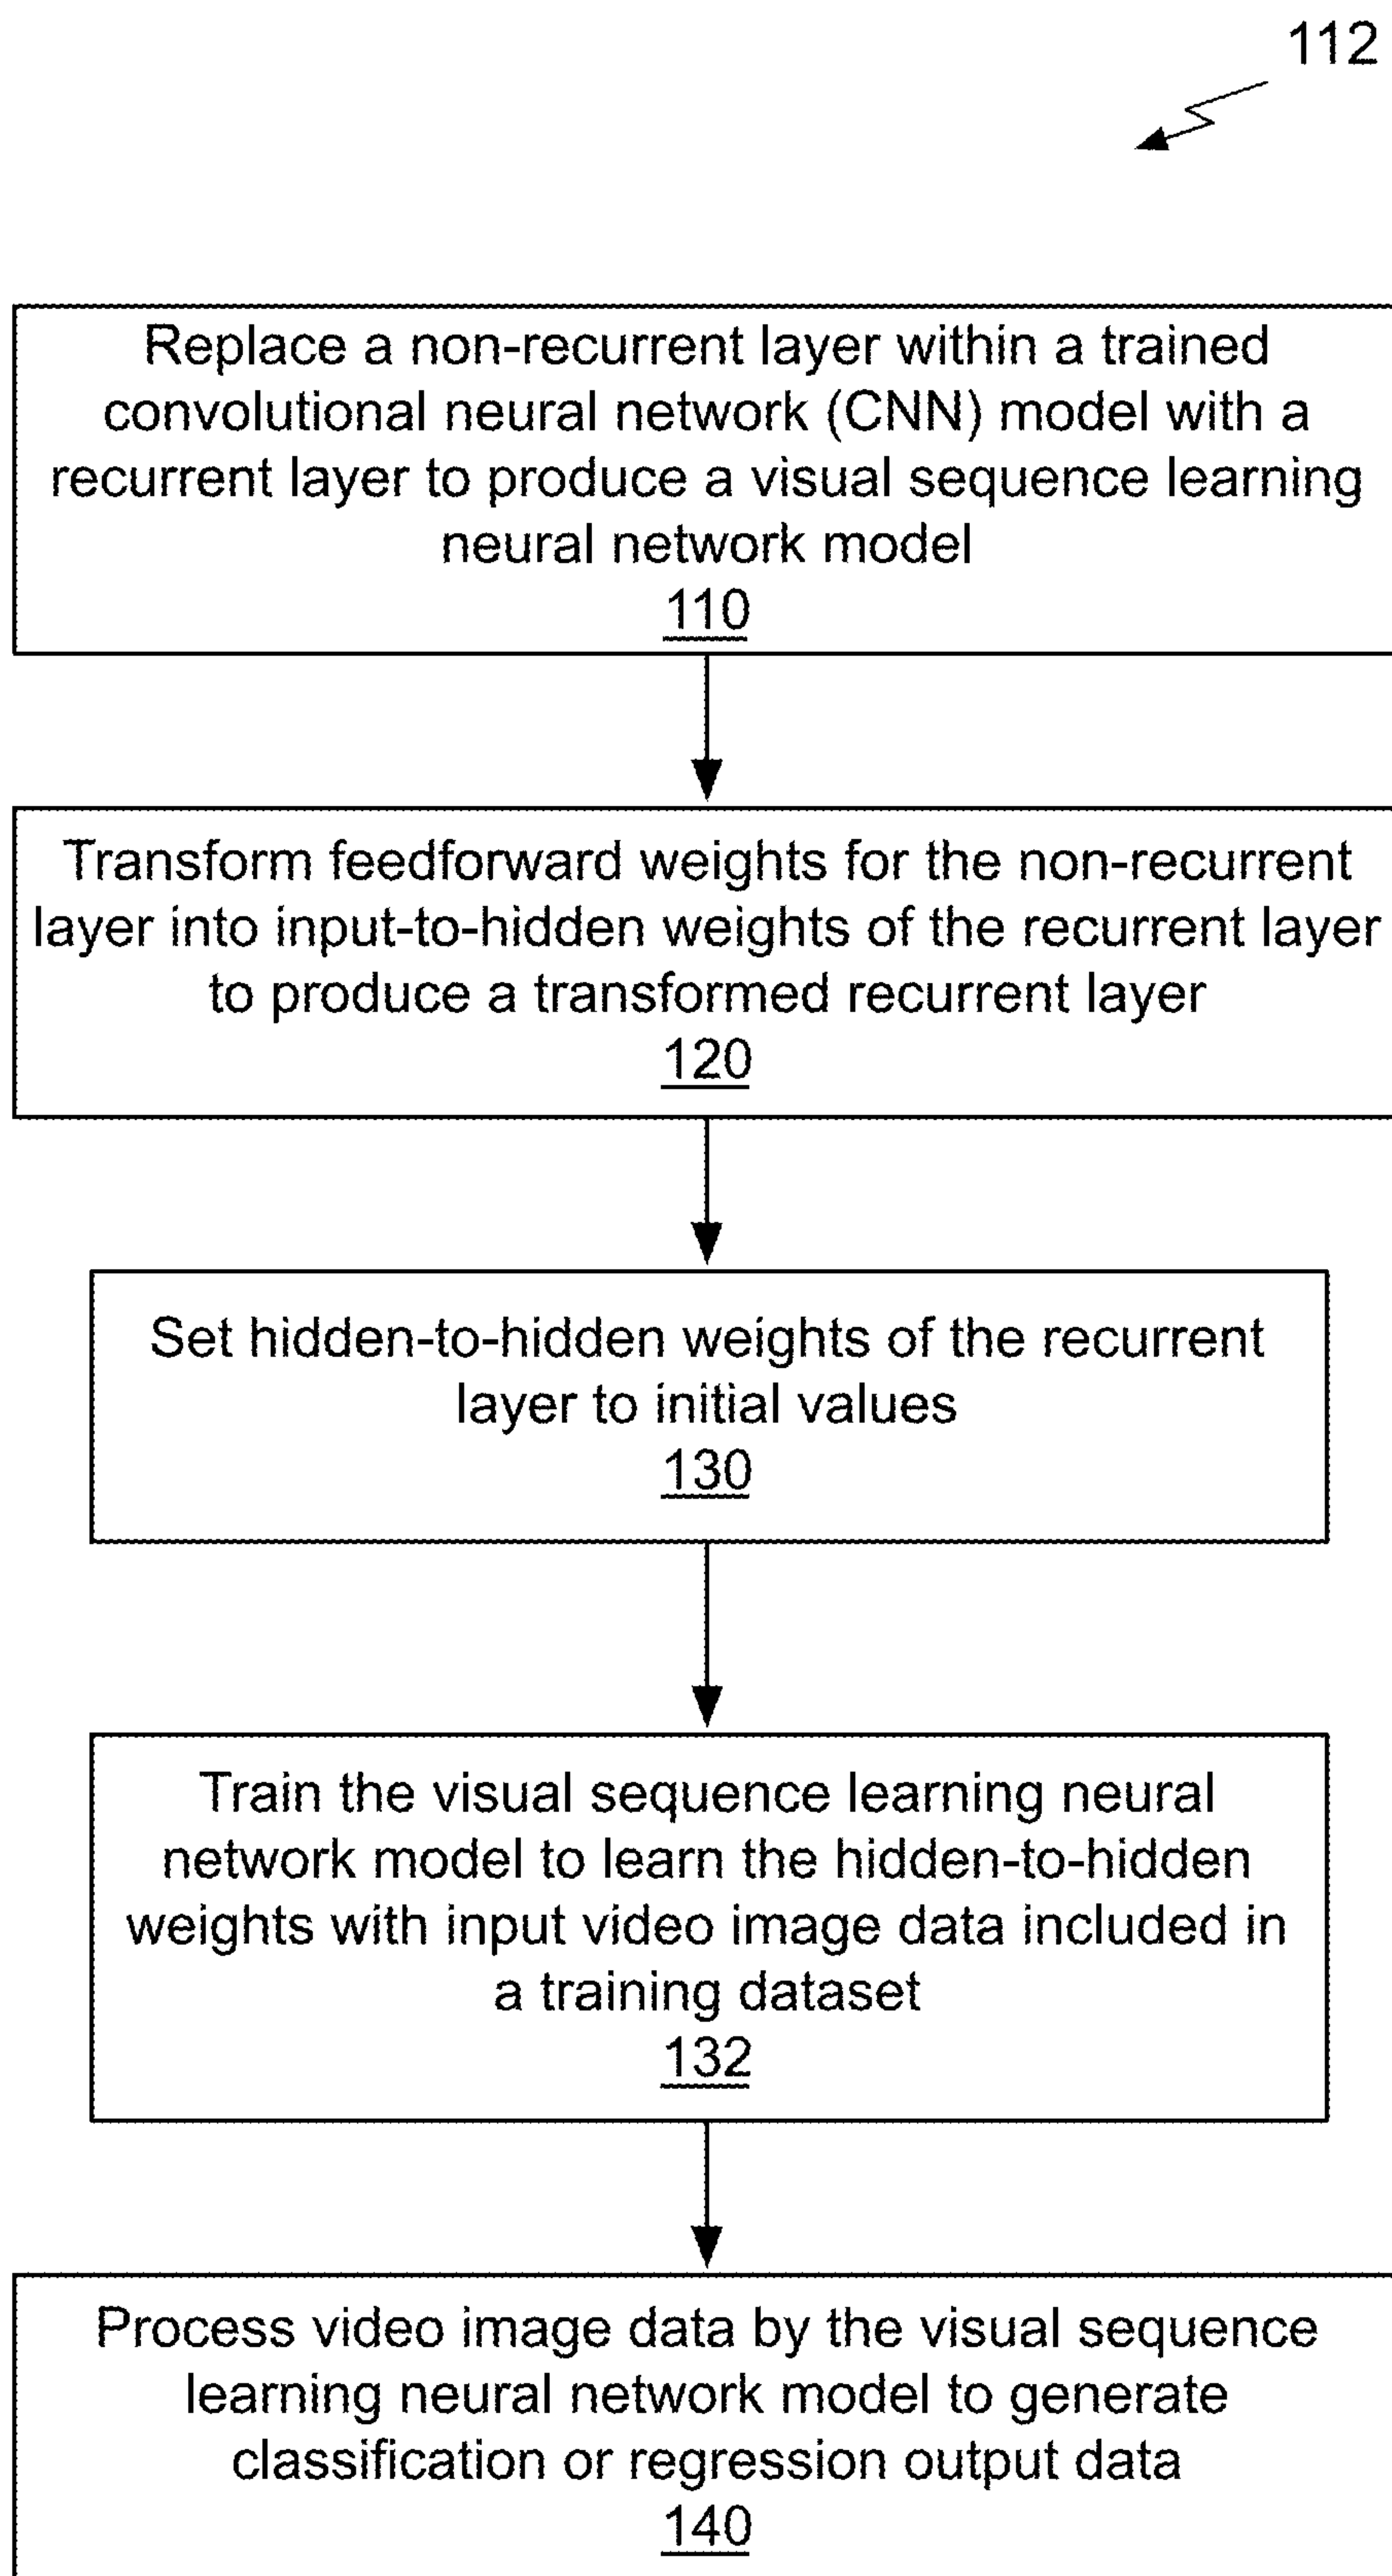 112
Replace a non-recurrent layer within a trained
convolutional neural network (CNN) model with a
recurrent layer to produce a visual sequence learning
neural network model
110
Transform feedforward weights for the non-recurrent
layer into input-to-hidden weights of the recurrent layer
to produce a transformed recurrent layer
120
Set hidden-to-hidden weights of the recurrent
layer to initial values
130
Train the visual sequence learning neural
network model to learn the hidden-to-hidden
weights with input video image data included in
a training dataset
132
Process video image data by the visual sequence
learning neural network model to generate
classification or regression output data
140